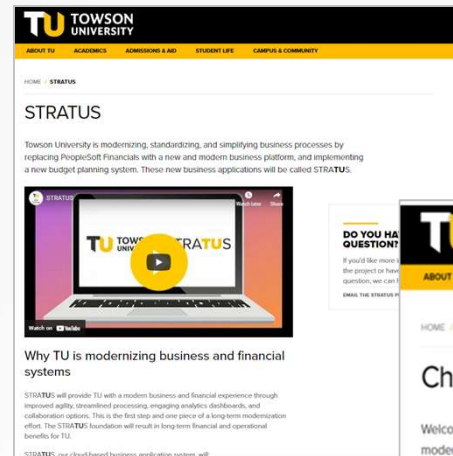 TU TOWSON
UNIVERSITY
ABOUT TU ACADEMICS ADMISSIONS & AID STUDENT LIFE CAMPUS & COMMUNITY
HOME / STRATUS
STRATUS
Towson University is modernizing, standardizing, and simplifying business processes by
replacing PeopleSoft Financials with a new and modern business platform, and implementing
a new budget planning system. These new business applications will be called STRATUS.
STRATUS
Watch later Share
TU TOWS
UNIV
RATUS
Watch on YouTube
DO YOU HA
QUESTION?
If you'd like more i
the project or have
question, we can h
EMAIL THE STRATUS P
Why TU is modernizing business and financial
systems
STRATUS will provide TU with a modern business and financial experience through
improved agility, streamlined processing, engaging analytics dashboards, and
collaboration options. This is the first step and one piece of a long-term modernization
effort. The STRATUS foundation will result in long-term financial and operational
benefits for TU.
STRATUS, our cloud-based business application system, will:
ABOUT
HOME /
Ch
Welco
moder